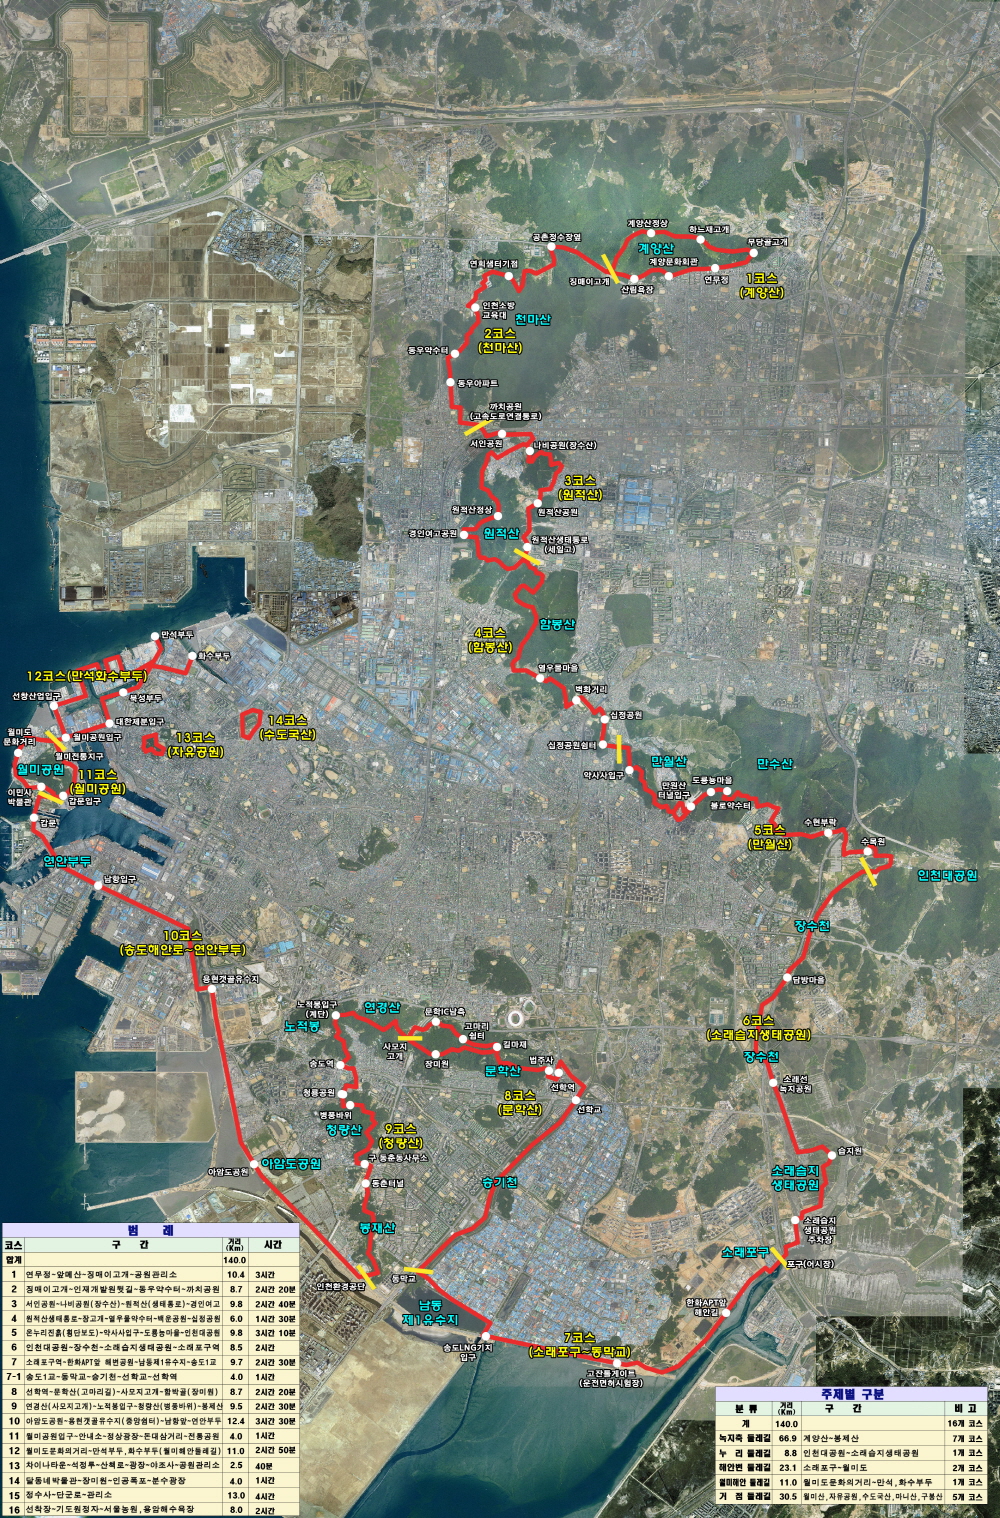 계양산정상
하느재고개
무당골고개
공촌정수장옆
계양산
계양문화회관
연희샘터기점
징매이고개
산림욕장
연무정
1코스
(계양산)
인천소방
교육대
천마산
2코스
(천마산)
동우약수터
동우아파트
까치공원
(고속도로연결통로)
서인공원
나비공원(장수산)
3코스
(원적산)
원적산정상
원적산공원
경인여고공원
원적산
원적산생태통로
(세일고)
4코스
(함봉산)
함봉산
열우물마을
벽화거리
십정공원
십정공원쉼터
약사사입구
만월산
만수산
만월산
터널입구
도룡뇽마을
불로약수터
5코스
(만월산)
수현부락
수목원
인천대공원
만석부두
화수부두
12코스(만석화수부두)
선창산업입구
북성부두
대한제분입구
월미도
문화거리
월미공원입구
월미전통지구
13코스
(자유공원)
14코스
(수도국산)
월미공원
11코스
(월미공원)
이민사
박물관
갑문입구
갑문
연안부두
남항입구
10코스
(송도해안로~연안부두)
용현갯골유수지
장수천
담방마을
6코스
(소래습지생태공원)
장수천
소래선
녹지공원
습지원
소래습지
생태공원
소래습지
생태공원
주차장
소래포구
포구(어시장)
노적봉입구
(계단)
노적봉
연경산
문학IC남측
고마리
쉼터
길마재
사모지
고개
장미원
문학산
법주사
선학역
선학교
8코스
(문학산)
송도역
청룡공원
병풍바위
청량산
9코스
(청량산)
구 동춘동사무소
동춘터널
승기천
아암도공원
아암도공원
봉재산
인천환경공단
동막교
남동
제1유수지
송도LNG기지
입구
7코스
(소래포구~동막교)
한화APT앞
해안길
고잔톨게이트
(운전면허시험장)
범 례
코스 구 간 거리(Km) 시간
합계 140.0
1 연무정~앞메산~징매이고개~공원관리소 10.4 3시간
2 징매이고개~인재개발원뒷길~동우약수터~까치공원 8.7 2시간 20분
3 서인공원~나비공원(장수산)~원적산(생태통로)~경인여고 9.8 2시간 40분
4 원적산생태통로~장고개~열우물약수터~백운공원~십정공원 6.0 1시간 30분
5 온누리진흙(횡단보도)~약사사입구~도롱뇽마을~인천대공원 9.8 3시간 10분
6 인천대공원~장수천~소래습지생태공원~소래포구역 8.5 2시간
7 소래포구역~한화APT앞 해변공원~남동제1유수지~송도1교 9.7 2시간 30분
7-1 송도1교~동막교~승기천~선학교~선학역 4.0 1시간
8 선학역~문학산(고마리길)~사모지고개~함박골(장미원) 8.7 2시간 20분
9 연경산(사모지고개)~노적봉입구~청량산(병풍바위)~봉제산 9.5 2시간 30분
10 아암도공원~용현갯골유수지(중앙쉼터)~남항앞~연안부두 12.4 3시간 30분
11 월미공원입구~안내소~정상광장~돈대삼거리~전통공원 4.0 1시간
12 월미도문화의거리~만석부두,화수부두(월미해안둘레길) 11.0 2시간 50분
13 차이나타운~석정루~산책로~광장~야조사~공원관리소 2.5 40분
14 달동네박물관~장미원~인공폭포~분수광장 4.0 1시간
15 정수사~단군로~관리소 13.0 4시간
16 선착장~기도원정자~서울농원,용암해수욕장 8.0 2시간
주제별 구분
분 류 거리(Km) 구 간 비 고
계 140.0 16개 코스
녹지축 둘레길 66.9 계양산~봉제산 7개 코스
누 리 둘레길 8.8 인천대공원~소래습지생태공원 1개 코스
해안변 둘레길 23.1 소래포구~월미도 2개 코스
월미해안 둘레길 11.0 월미도문화의거리~만석,화수부두 1개 코스
거 점 둘레길 30.5 월미산,자유공원,수도국산,마니산,구봉산 5개 코스